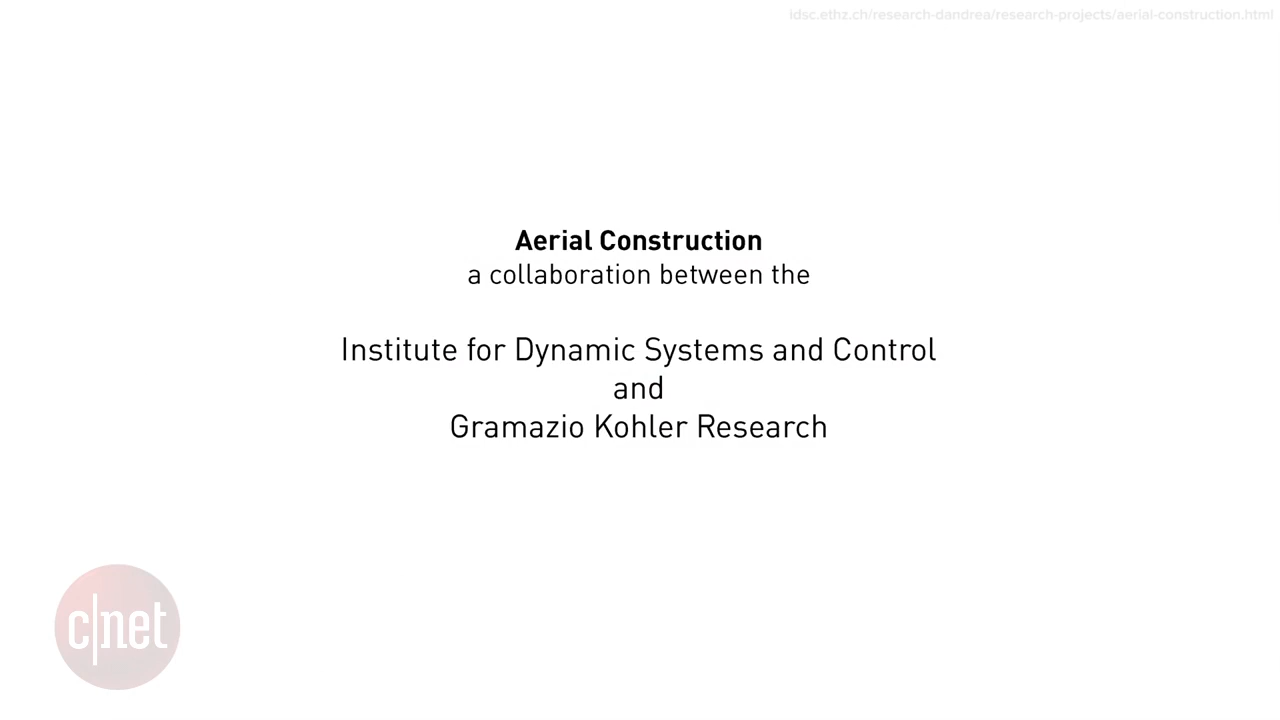 idsc.ethz.ch/research-dandrea/research-projects/aerial-construction.html
Aerial Construction
a collaboration between the
Institute for Dynamic Systems and Control
and
Gramazio Kohler Research
c|net